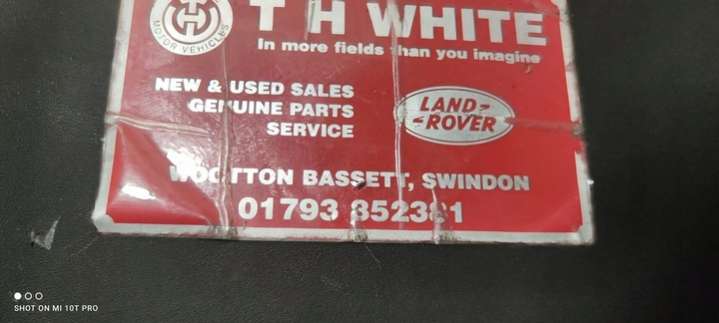 T H WHITE
MOTOR VEHICLES
In more fields than you imagine
NEW & USED SALES
GENUINE PARTS
SERVICE
LAND-
-ROVER
WOOTTON BASSETT, SWINDON
01793 852381
SHOT ON MI 10T PRO